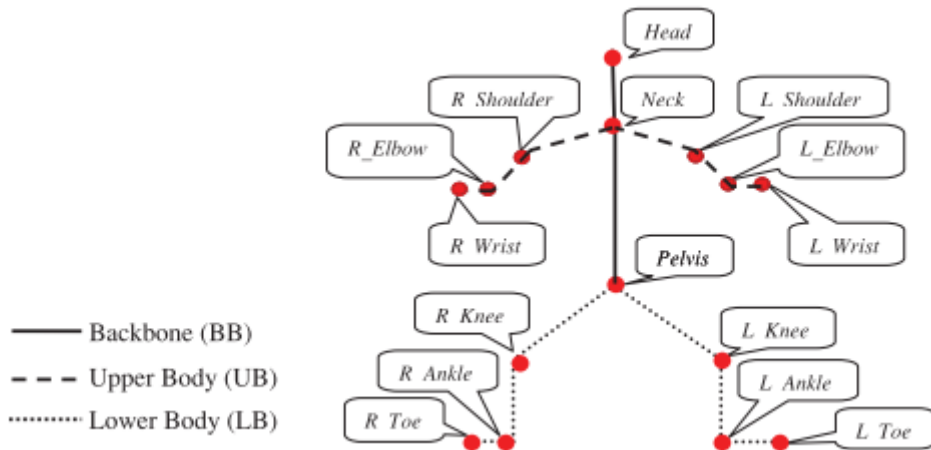 Head
R Shoulder
Neck
L Shoulder
R_Elbow
L_Elbow
R Wrist
L Wrist
Pelvis
R Knee
L Knee
Backbone (BB)
Upper Body (UB)
R Ankle
L Ankle
Lower Body (LB)
R Toe
L Toe